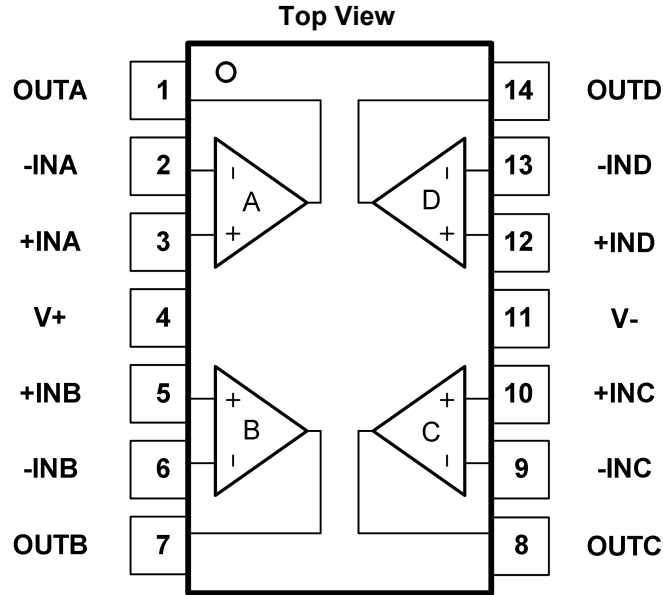 Top View
OUTA 1 14 OUTD
-INA 2 - - 13 -IND
A D
+INA 3 + + 12 +IND
V+ 4 11 V-
+INB 5 + + 10 +INC
B C
-INB 6 - - 9 -INC
OUTB 7 8 OUTC